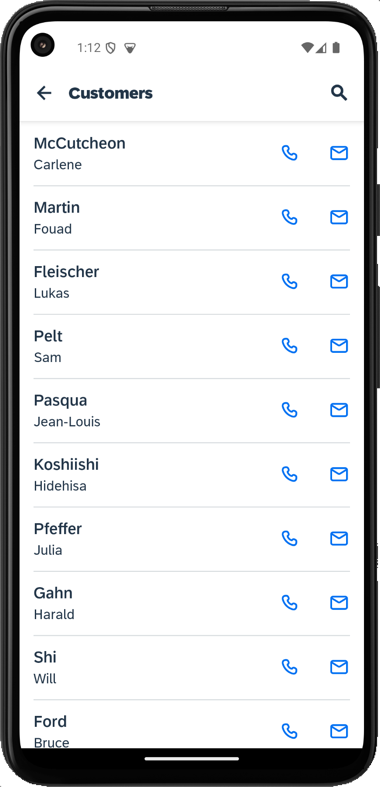 1:12
Customers
McCutcheon
Carlene
Martin
Fouad
Fleischer
Lukas
Pelt
Sam
Pasqua
Jean-Louis
Koshiishi
Hidehisa
Pfeffer
Julia
Gahn
Harald
Shi
Will
Ford
Bruce